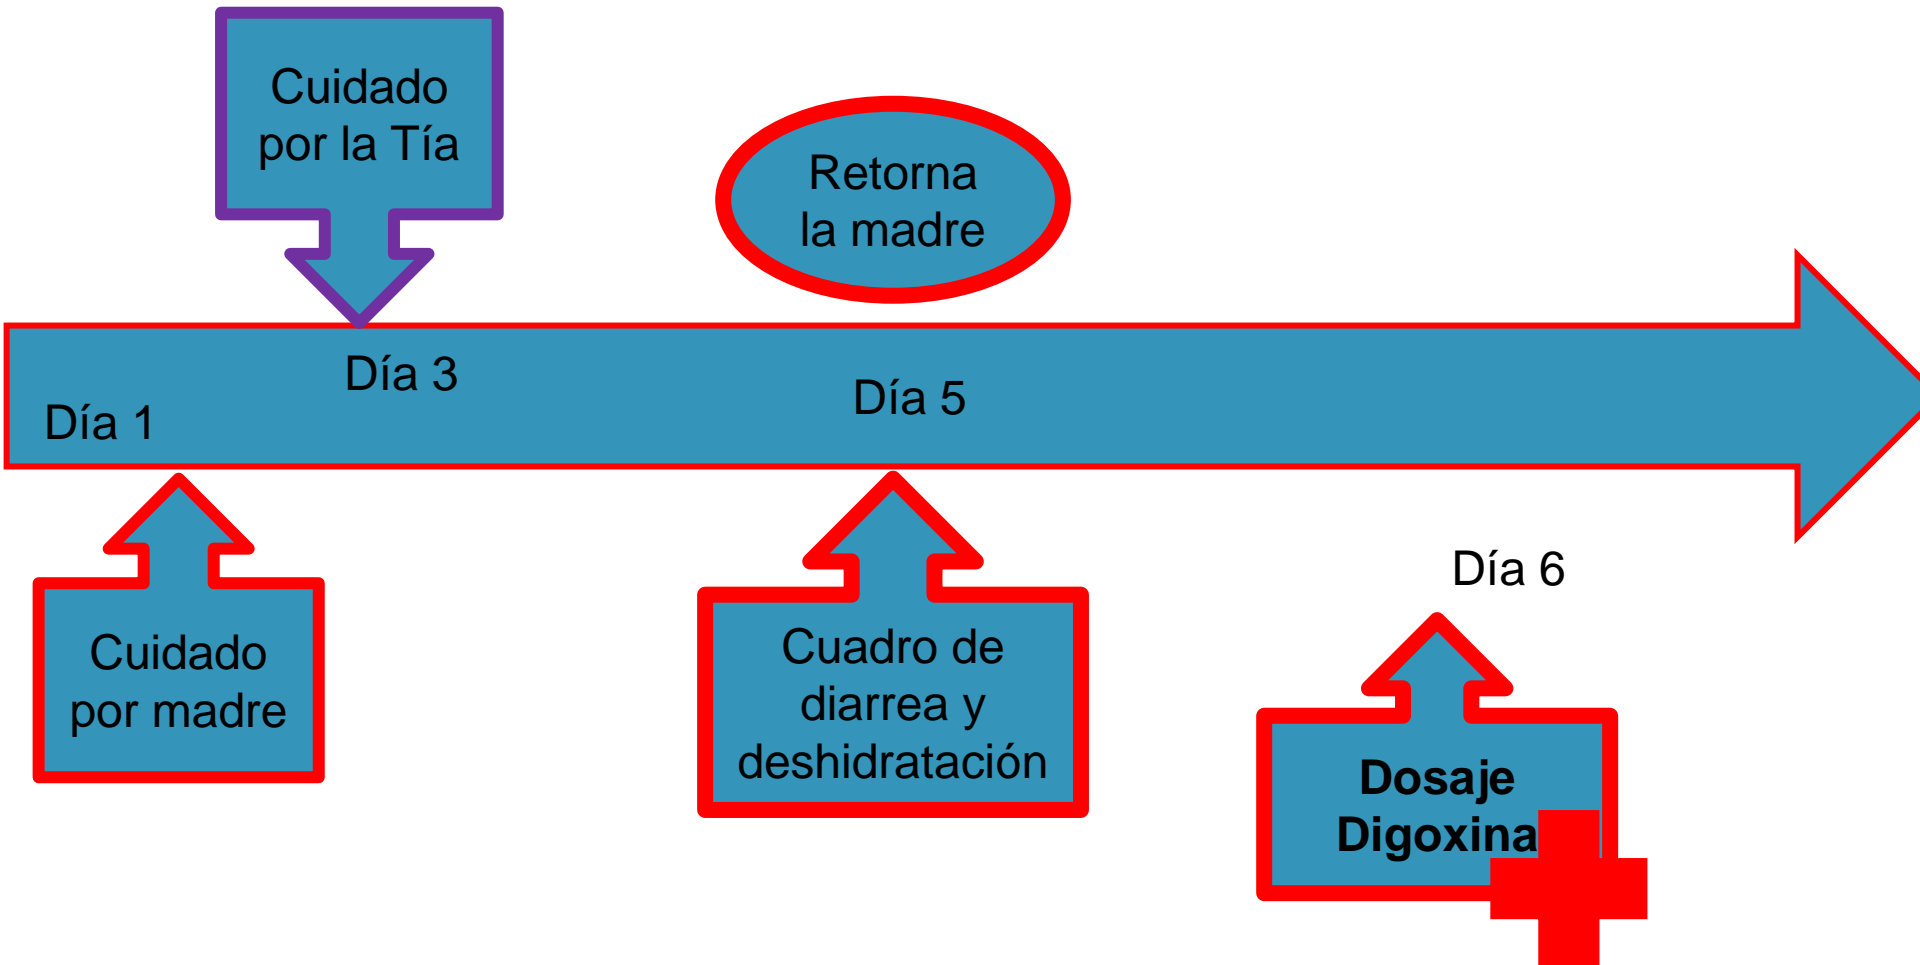 Cuidado
por la Tía
Retorna
la madre
Día 3
Día 5
Día 1
Día 6
Cuidado
por madre
Cuadro de
diarrea y
deshidratación
Dosaje
Digoxina